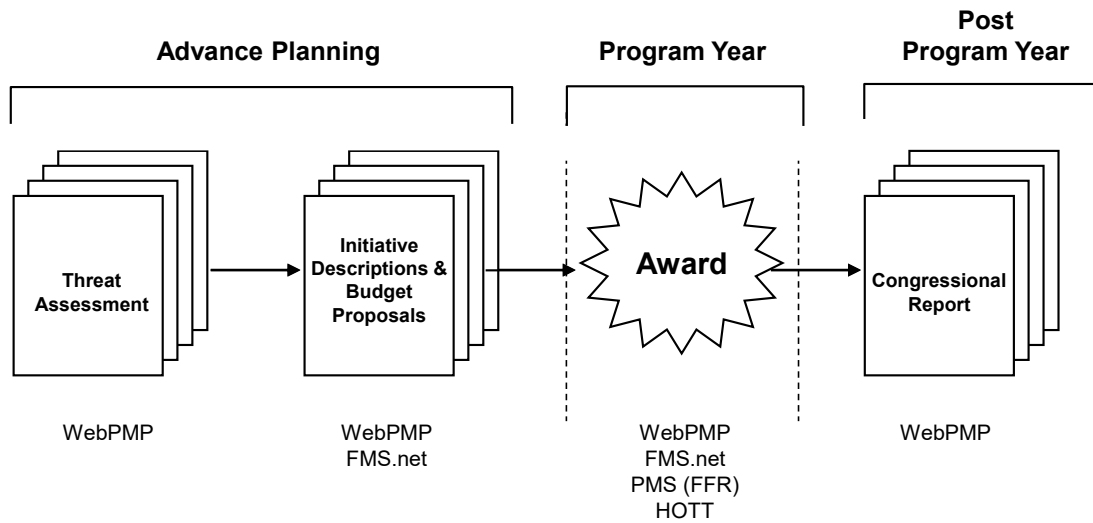 Advance Planning
Program Year
Post
Program Year
Threat
Assessment
Initiative
Descriptions &
Budget
Proposals
Award
Congressional
Report
WebPMP
WebPMP
FMS.net
WebPMP
FMS.net
PMS (FFR)
HOTT
WebPMP